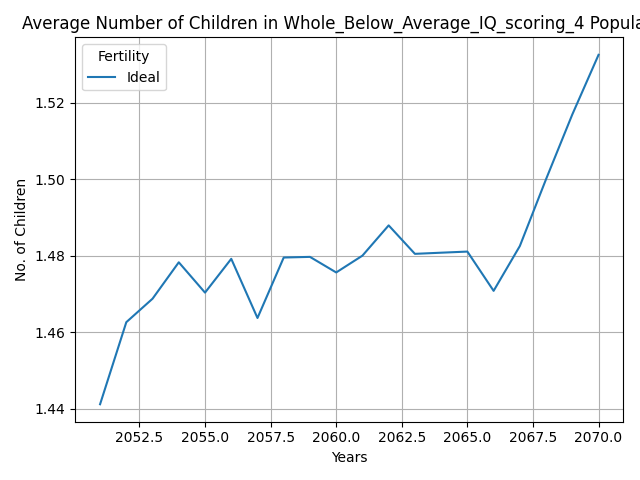 Average Number of Children in Whole_Below_Average_IQ_scoring_4 Popula
Fertility
Ideal
No. of Children
1.52
1.50
1.48
1.46
1.44
2052.5 2055.0 2057.5 2060.0 2062.5 2065.0 2067.5 2070.0
Years